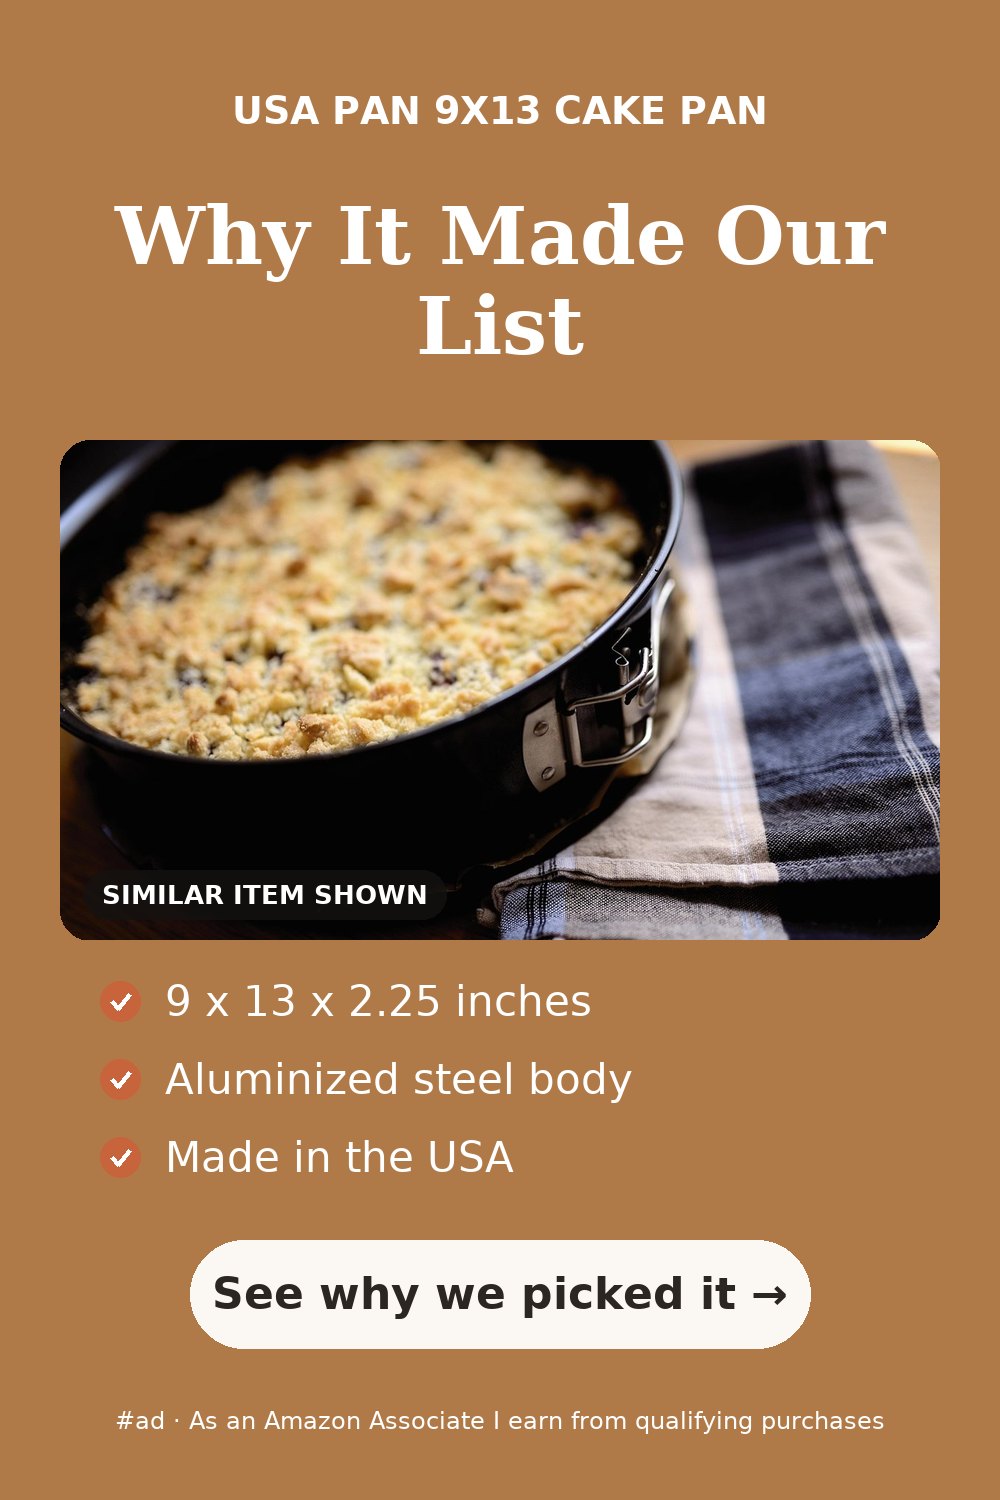 USA PAN 9X13 CAKE PAN
Why It Made Our
List
SIMILAR ITEM SHOWN
9 x 13 x 2.25 inches
Aluminized steel body
Made in the USA
See why we picked it →
#ad · As an Amazon Associate I earn from qualifying purchases